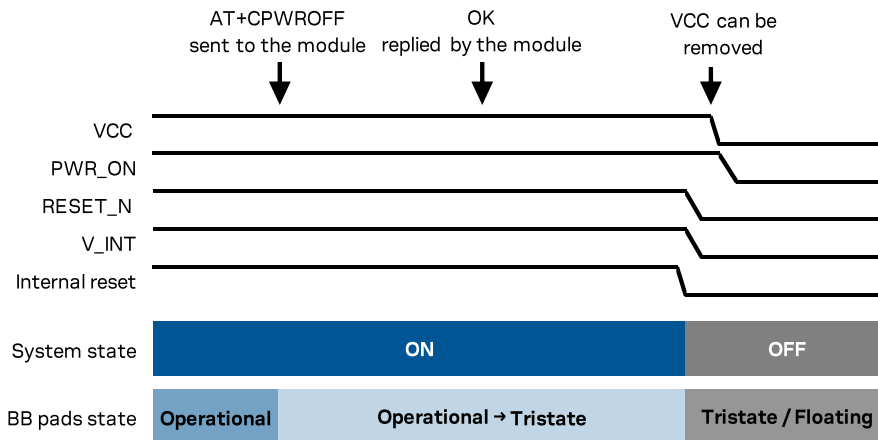 AT+CPWROFF
sent to the module
OK
replied by the module
VCC can be
removed
VCC
PWR_ON
RESET_N
V_INT
Internal reset
System state
ON
OFF
BB pads state
Operational
Operational → Tristate
Tristate / Floating